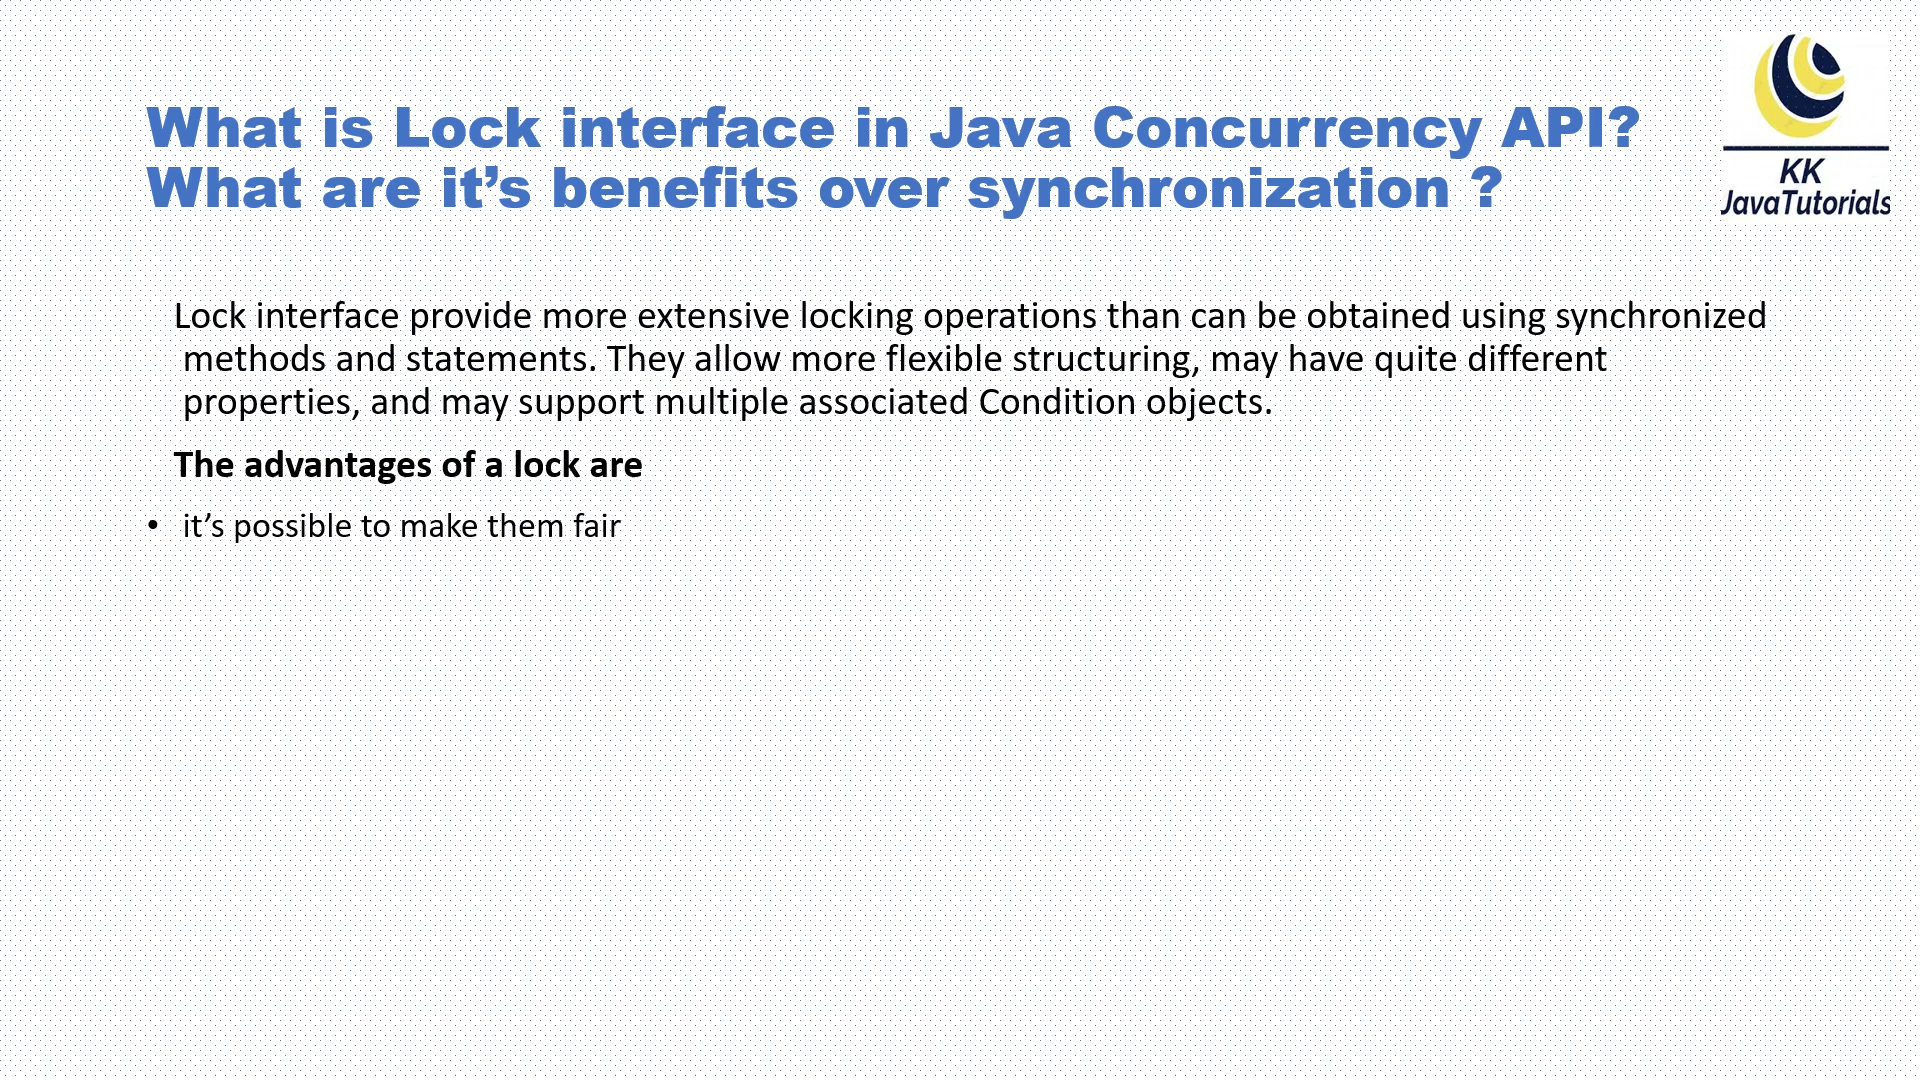 What is Lock interface in Java Concurrency API?
What are it’s benefits over synchronization ?
KK
JavaTutorials
Lock interface provide more extensive locking operations than can be obtained using synchronized
methods and statements. They allow more flexible structuring, may have quite different
properties, and may support multiple associated Condition objects.
The advantages of a lock are
• it’s possible to make them fair